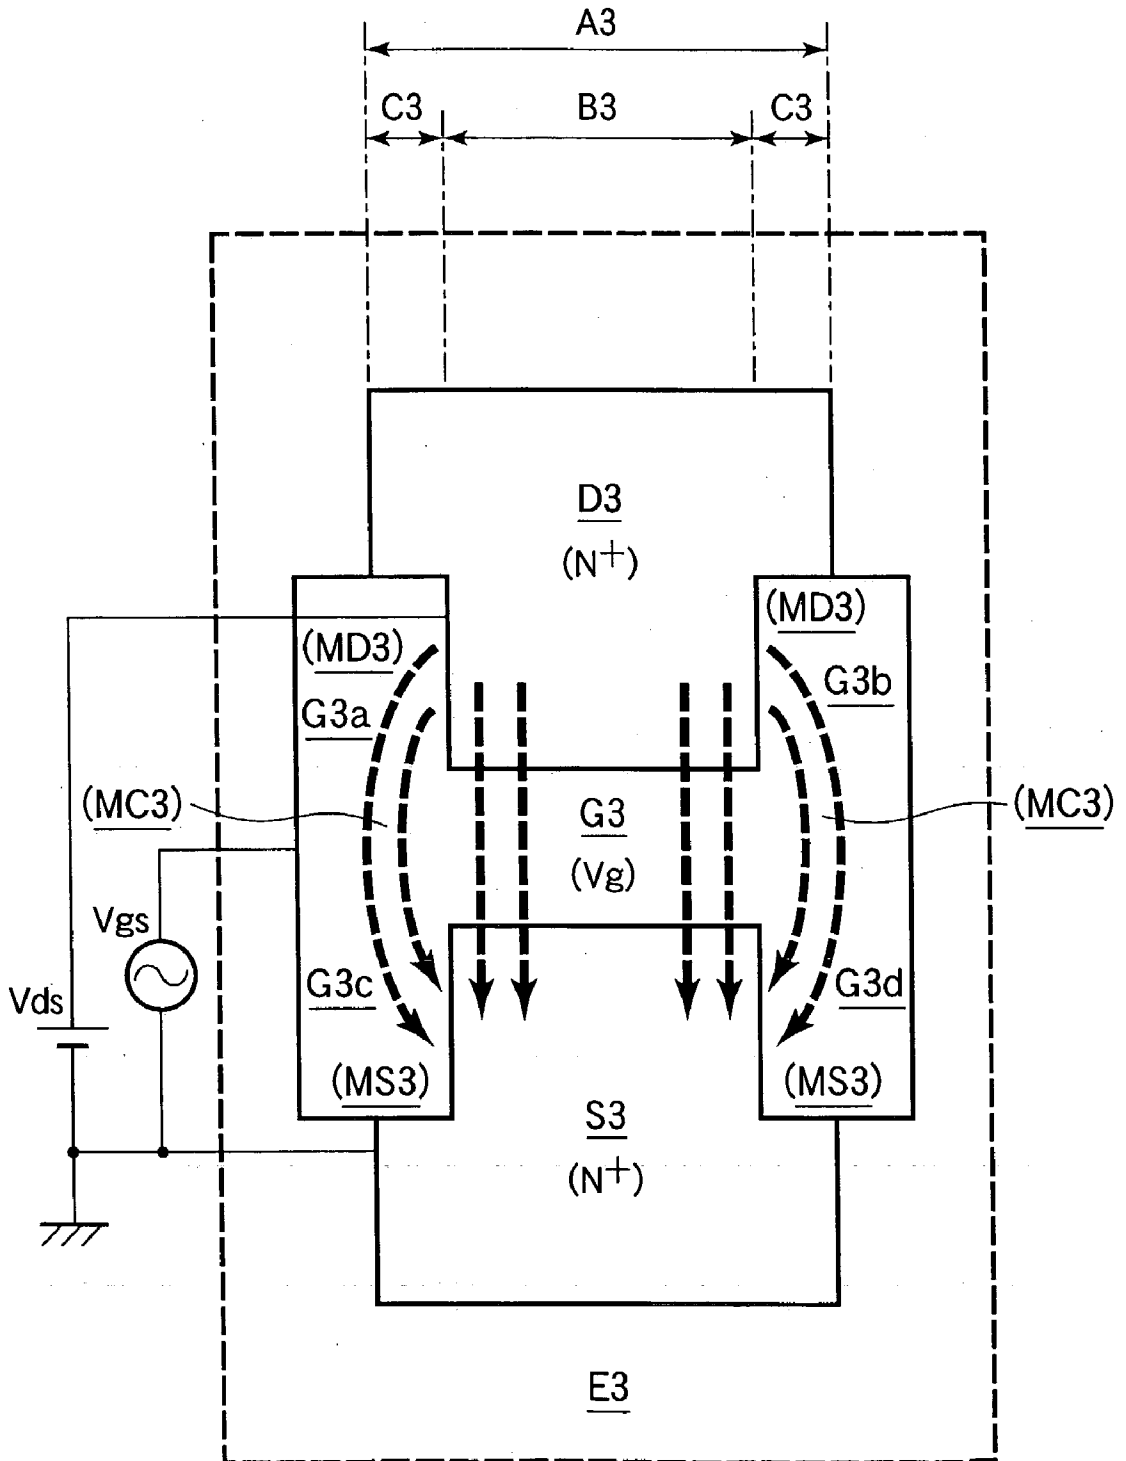 A3
C3 B3 C3
D3
(N+)
(MD3) (MD3)
G3a G3b
(MC3) G3 (MC3)
(Vg)
Vgs
Vds G3c G3d
(MS3) (MS3)
S3
(N+)
E3